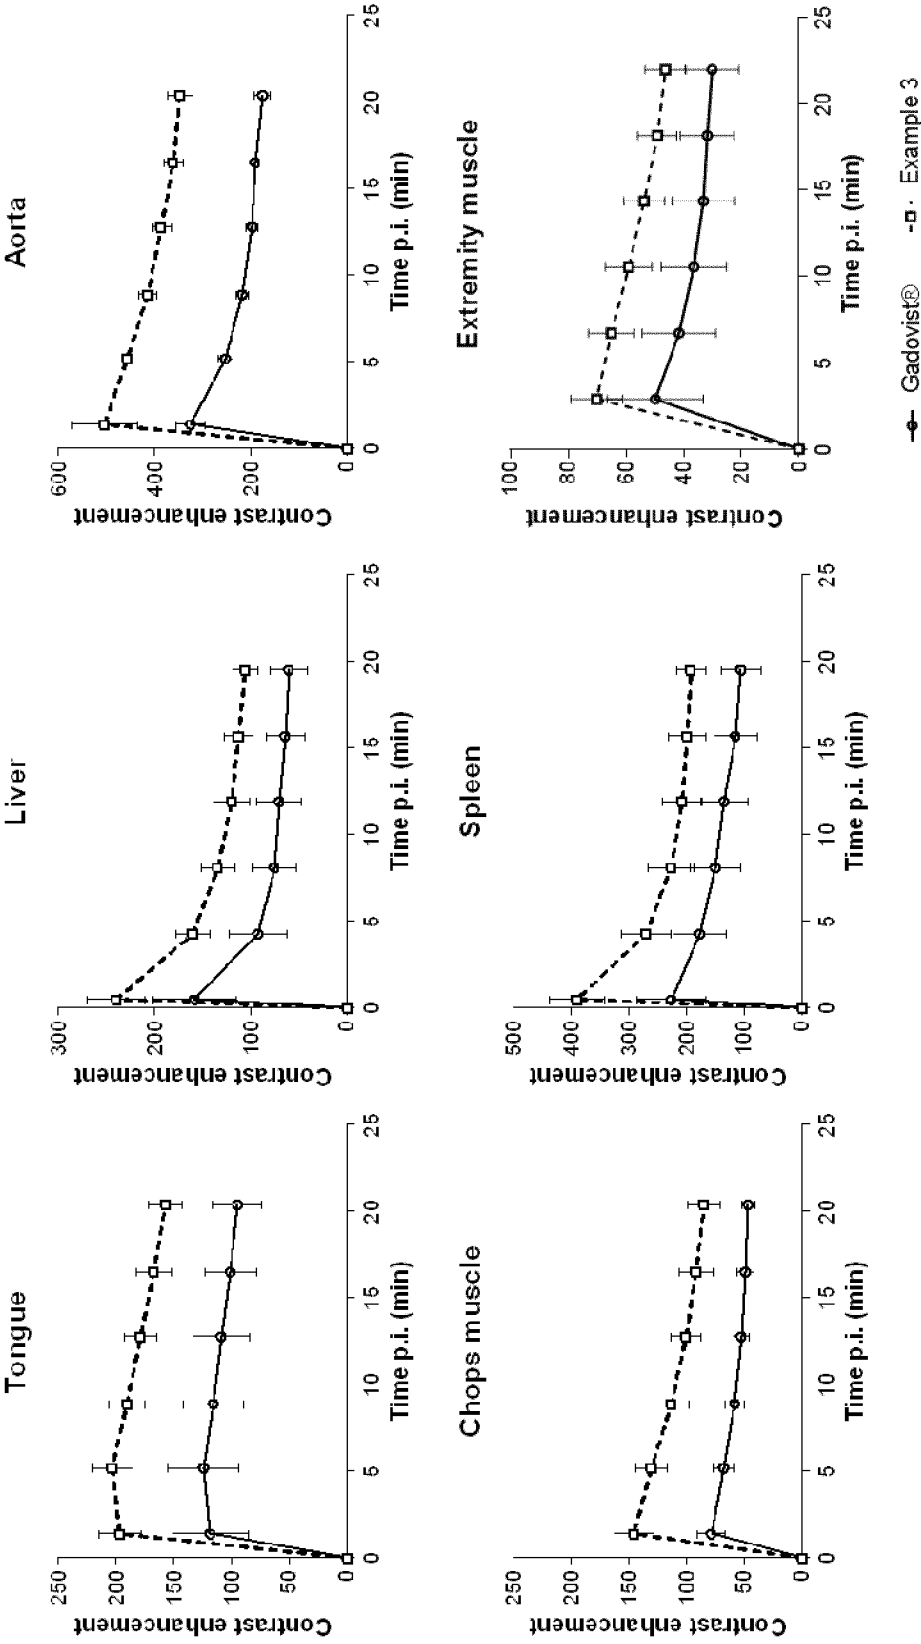 Tongue
Contrast enhancement
250
200
150
100
50
0
0 5 10 15 20 25
Time p.i. (min)
Liver
Contrast enhancement
300
200
100
0
0 5 10 15 20 25
Time p.i. (min)
Aorta
Contrast enhancement
600
400
200
0
0 5 10 15 20 25
Time p.i. (min)
Chops muscle
Contrast enhancement
250
200
150
100
50
0
0 5 10 15 20 25
Time p.i. (min)
Spleen
Contrast enhancement
500
400
300
200
100
0
0 5 10 15 20 25
Time p.i. (min)
Extremity muscle
Contrast enhancement
100
80
60
40
20
0
0 5 10 15 20 25
Time p.i. (min)
Gadovist® Example 3